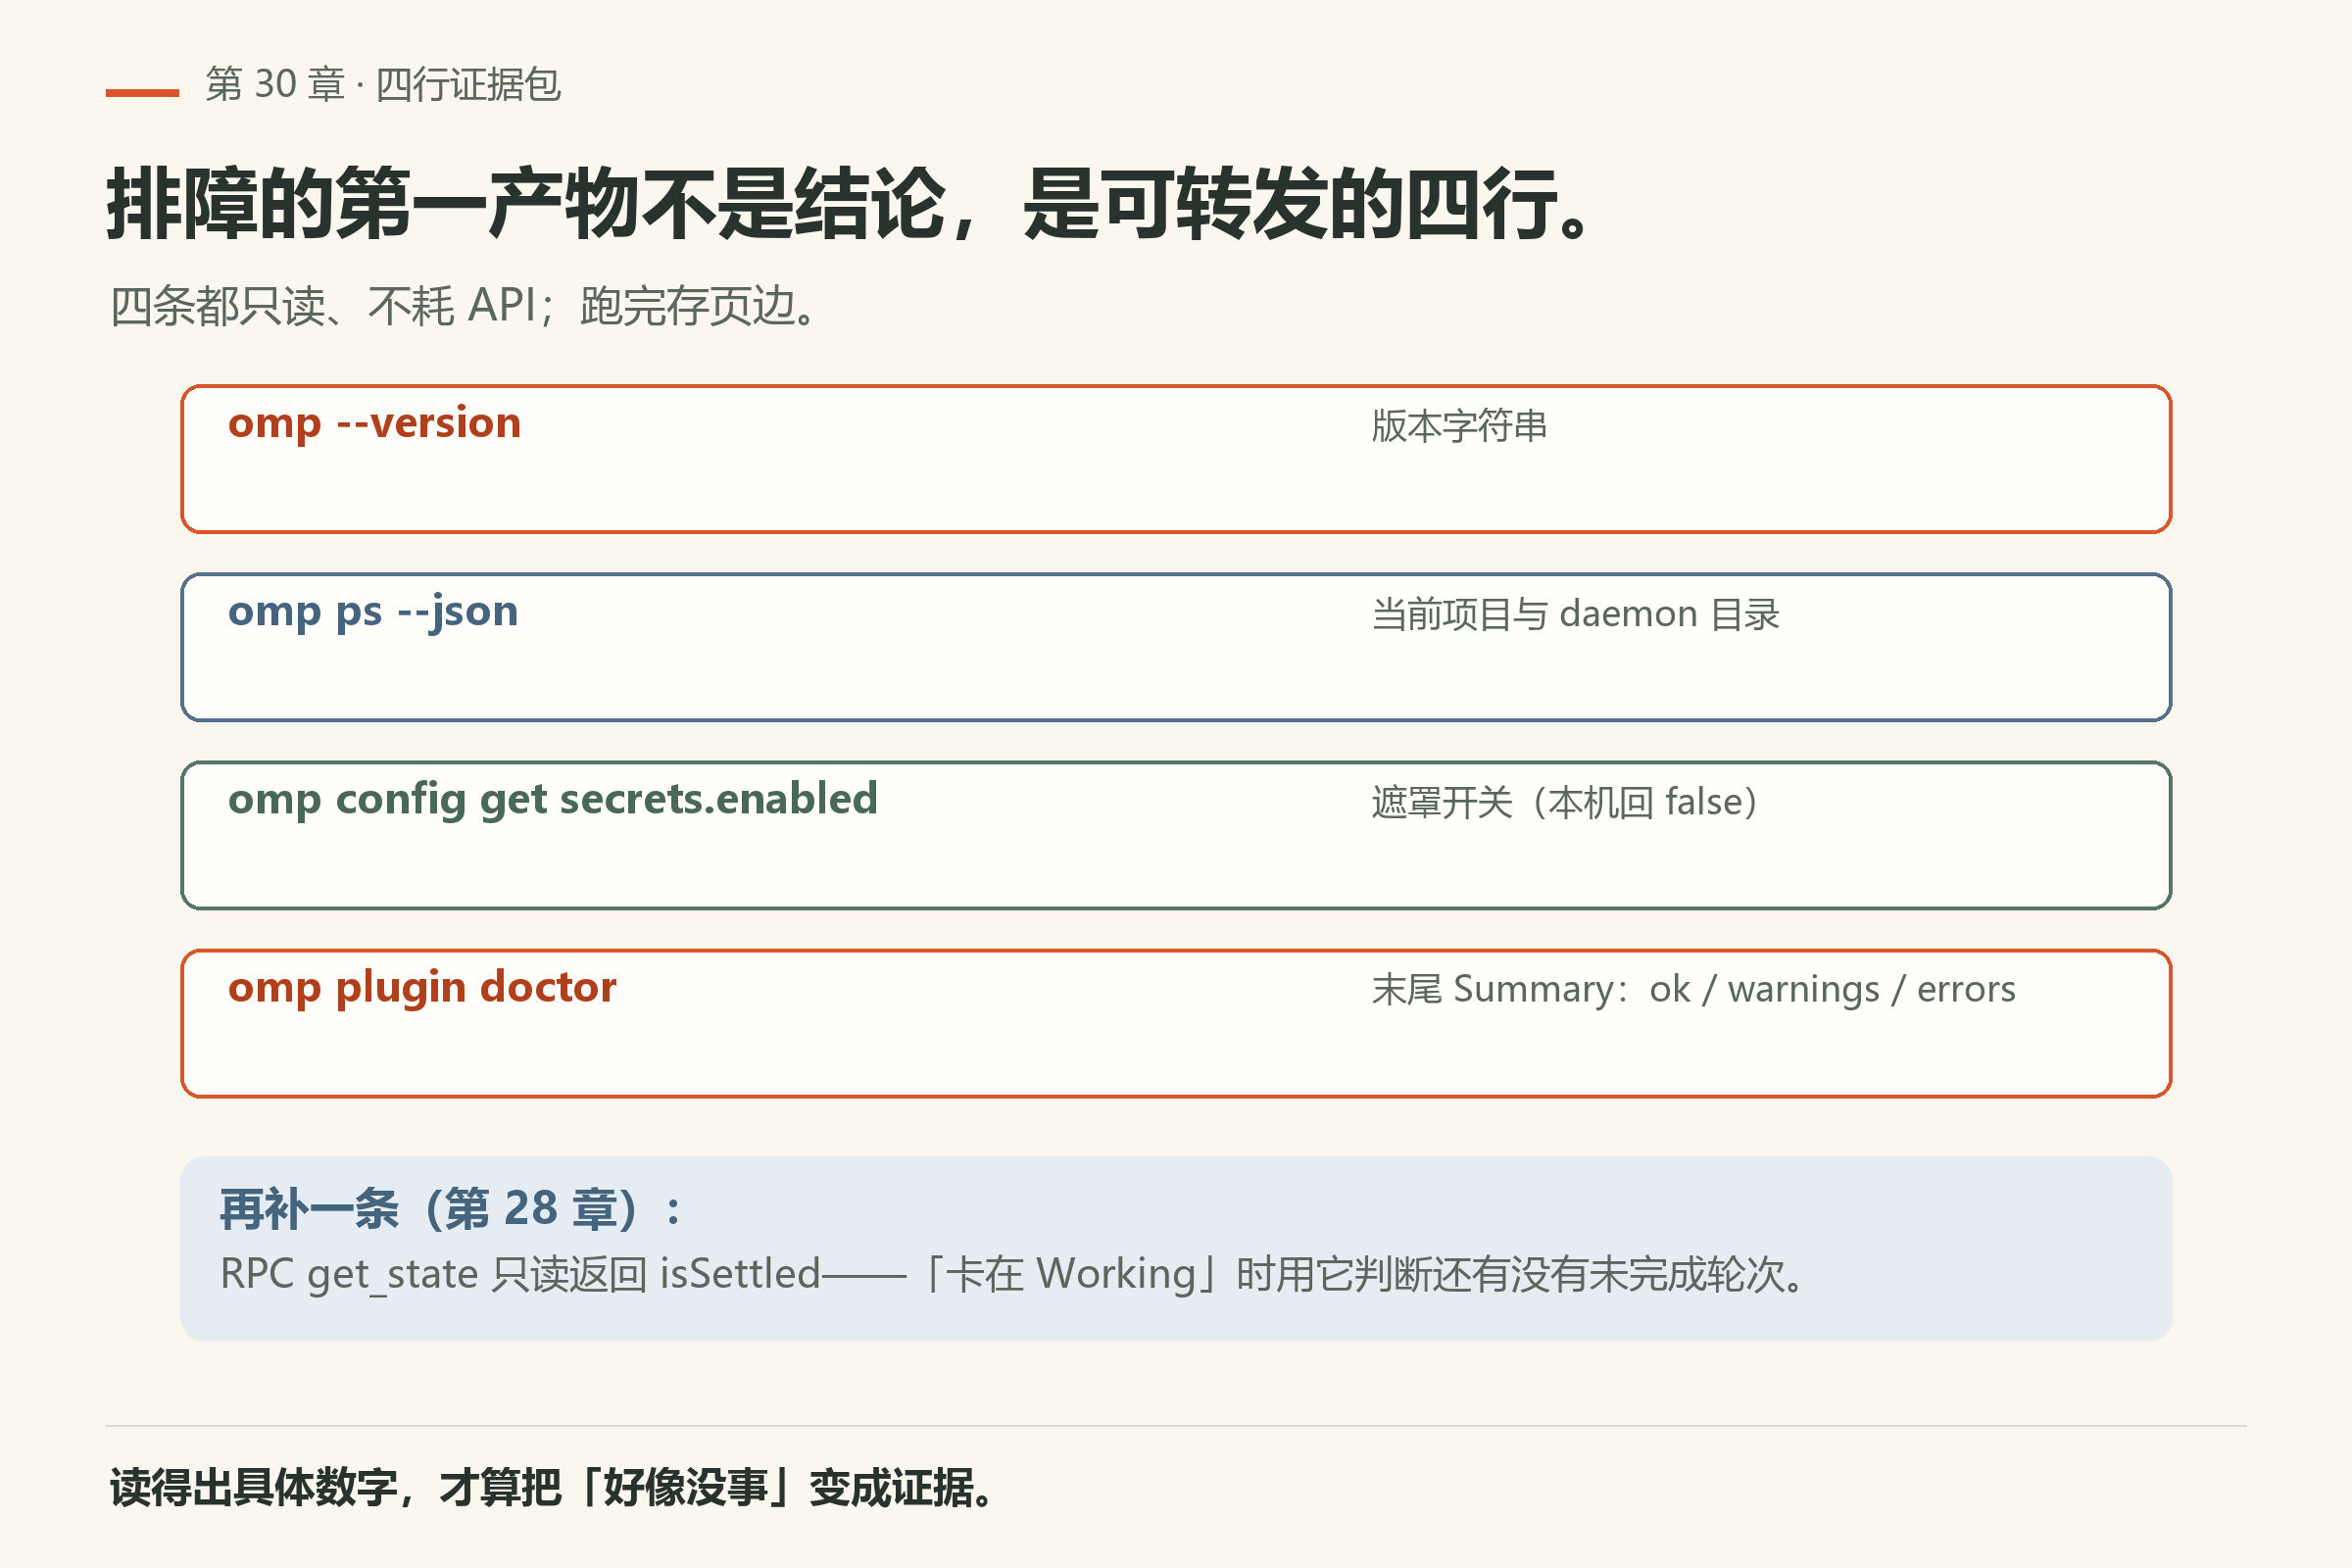 第 30 章 · 四行证据包
排障的第一产物不是结论，是可转发的四行。
四条都只读、不耗 API；跑完存页边。
omp --version 版本字符串
omp ps --json 当前项目与 daemon 目录
omp config get secrets.enabled 遮罩开关（本机回 false）
omp plugin doctor 末尾 Summary：ok / warnings / errors
再补一条（第 28 章）：
RPC get_state 只读返回 isSettled——「卡在 Working」时用它判断还有没有未完成轮次。
读得出具体数字，才算把「好像没事」变成证据。